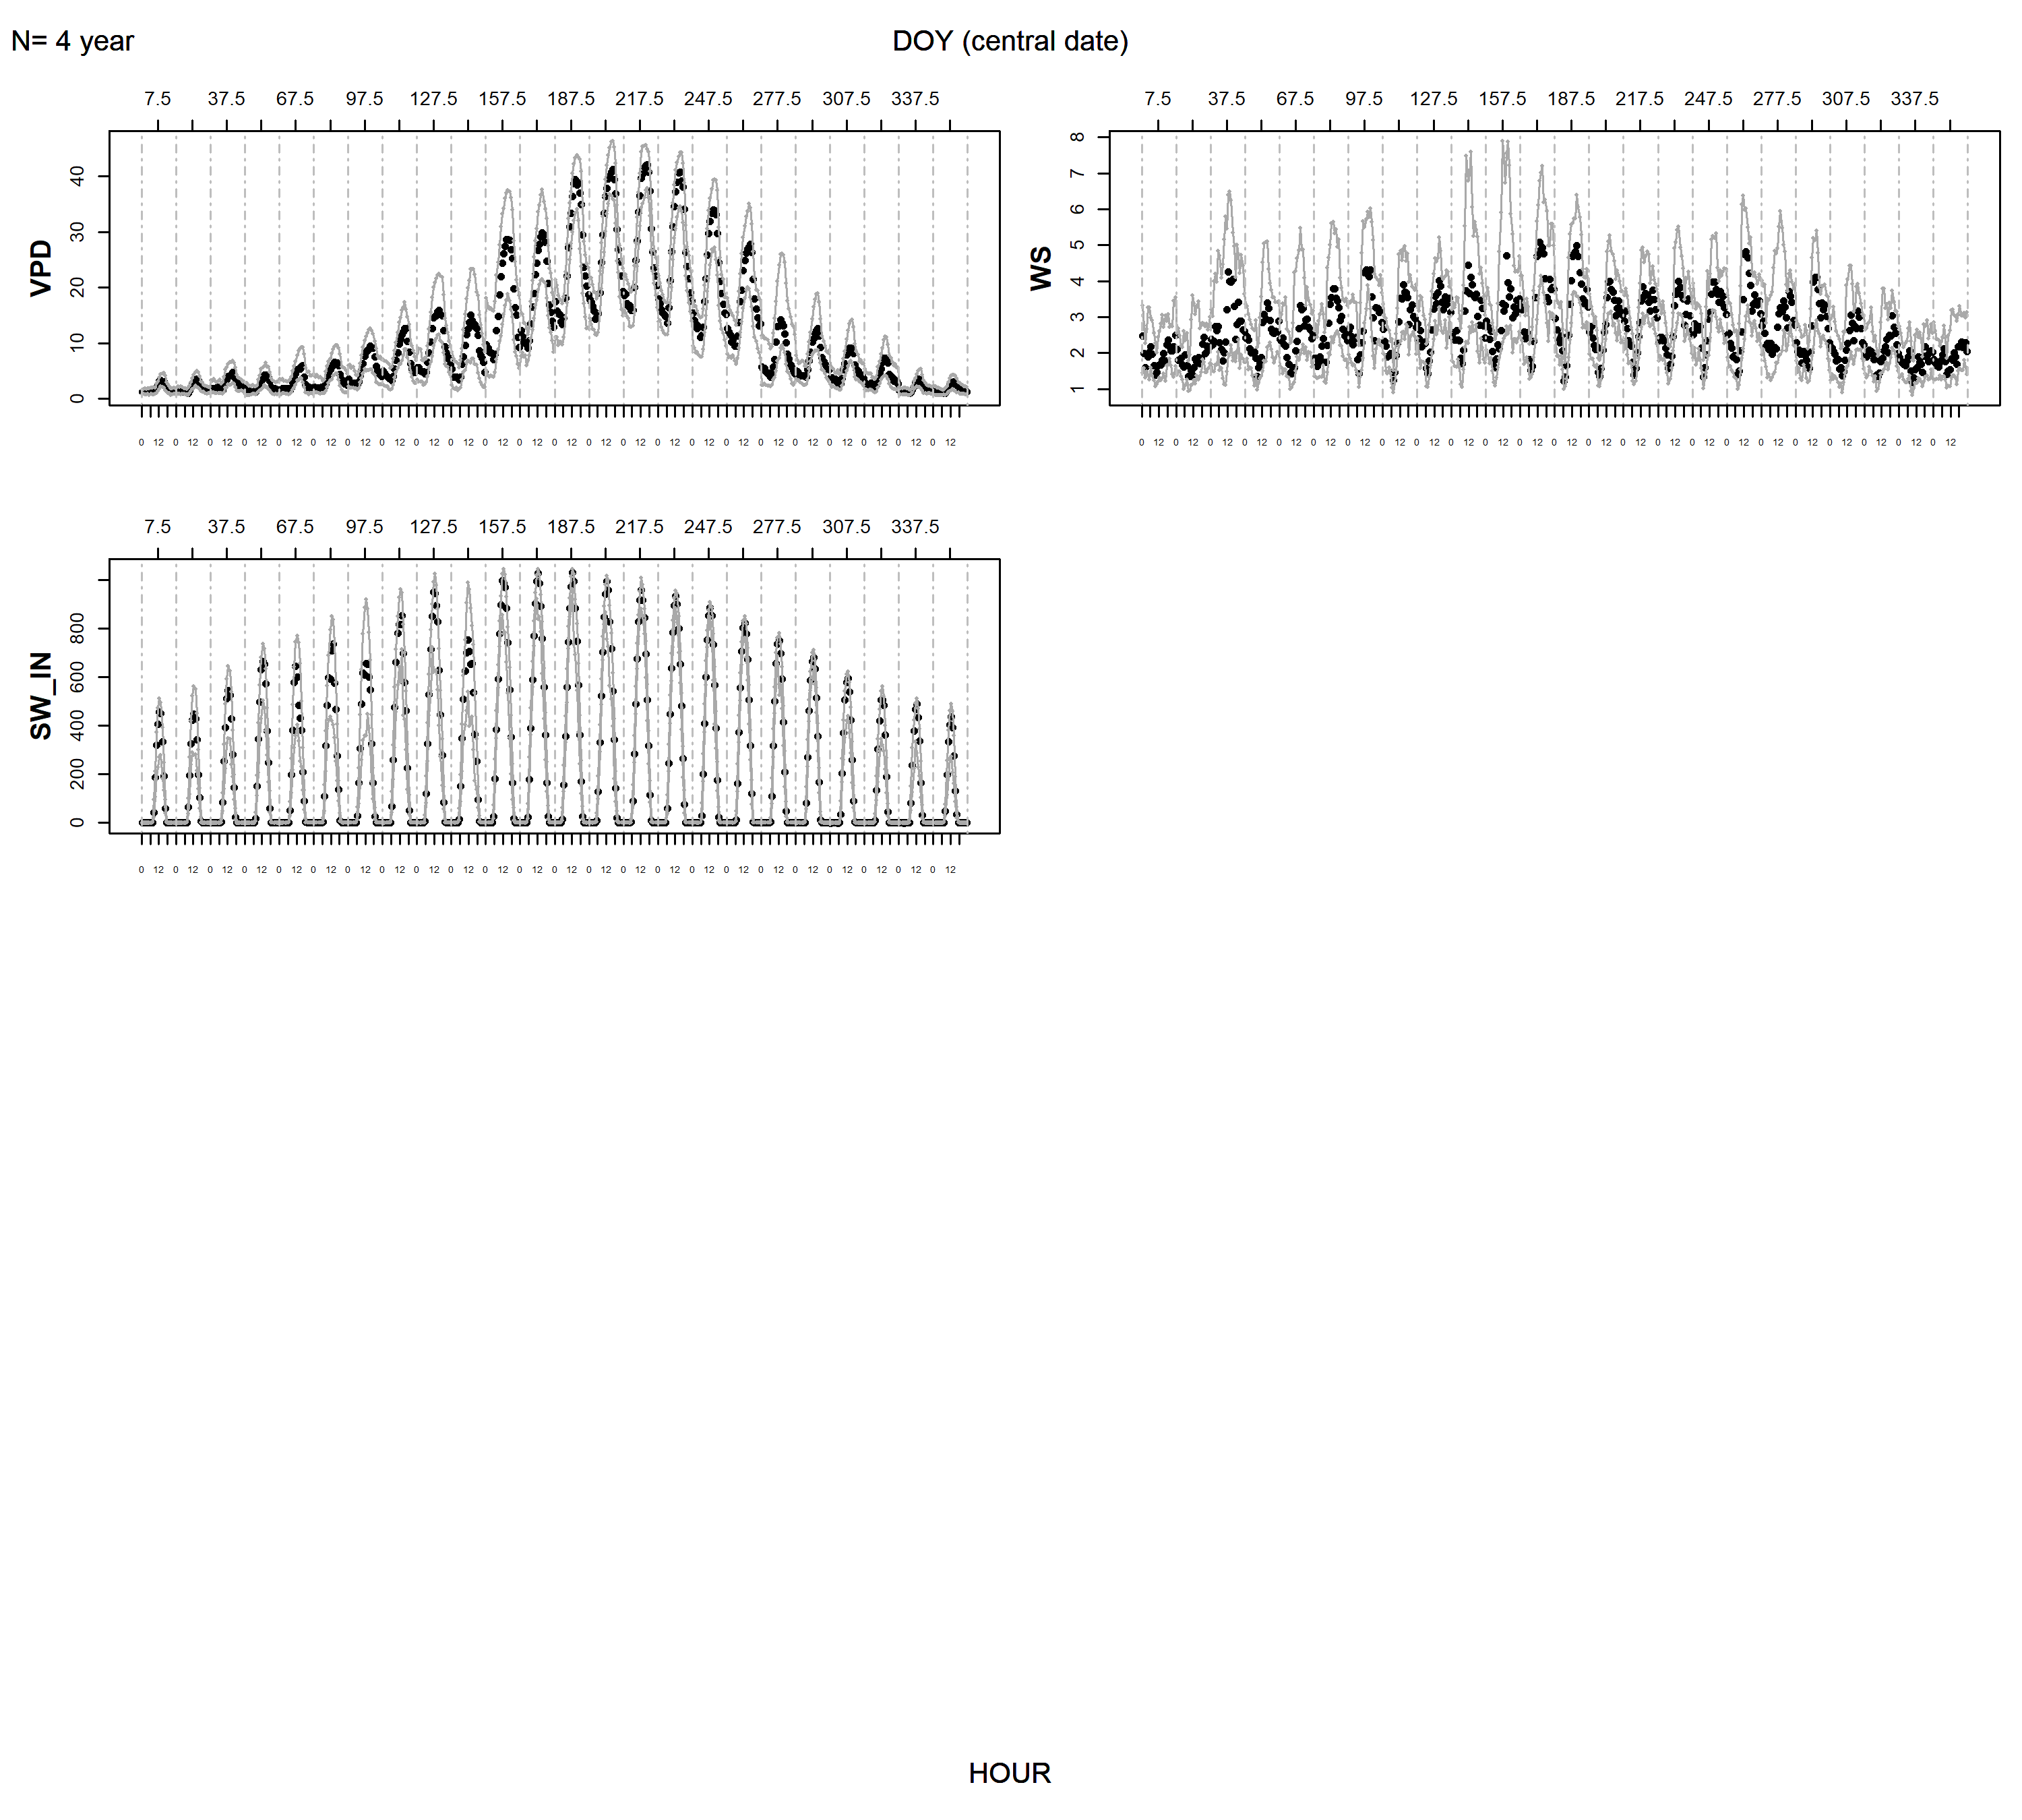 N= 4 year
DOY (central date)
7.5 37.5 67.5 97.5 127.5 157.5 187.5 217.5 247.5 277.5 307.5 337.5
VPD
40
30
20
10
0
0 12 0 12 0 12 0 12 0 12 0 12 0 12 0 12 0 12 0 12 0 12 0 12 0 12 0 12 0 12 0 12 0 12 0 12 0 12 0 12 0 12 0 12 0 12 0 12
7.5 37.5 67.5 97.5 127.5 157.5 187.5 217.5 247.5 277.5 307.5 337.5
WS
8
7
6
5
4
3
2
1
0 12 0 12 0 12 0 12 0 12 0 12 0 12 0 12 0 12 0 12 0 12 0 12 0 12 0 12 0 12 0 12 0 12 0 12 0 12 0 12 0 12 0 12 0 12 0 12
7.5 37.5 67.5 97.5 127.5 157.5 187.5 217.5 247.5 277.5 307.5 337.5
SW_IN
800
600
400
200
0
0 12 0 12 0 12 0 12 0 12 0 12 0 12 0 12 0 12 0 12 0 12 0 12 0 12 0 12 0 12 0 12 0 12 0 12 0 12 0 12 0 12 0 12 0 12 0 12
HOUR